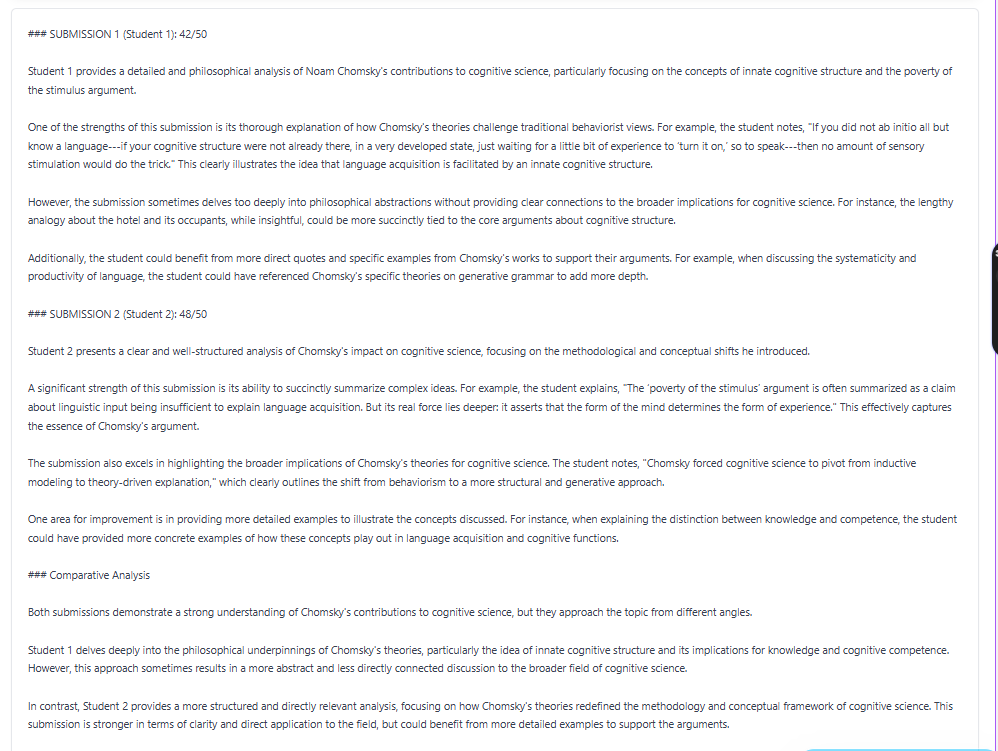 ### SUBMISSION 1 (Student 1): 42/50
Student 1 provides a detailed and philosophical analysis of Noam Chomsky's contributions to cognitive science, particularly focusing on the concepts of innate cognitive structure and the poverty of
the stimulus argument.
One of the strengths of this submission is its thorough explanation of how Chomsky's theories challenge traditional behaviorist views. For example, the student notes, "If you did not ab initio all but
know a language---if your cognitive structure were not already there, in a very developed state, just waiting for a little bit of experience to 'turn it on,' so to speak---then no amount of sensory
stimulation would do the trick." This clearly illustrates the idea that language acquisition is facilitated by an innate cognitive structure.
However, the submission sometimes delves too deeply into philosophical abstractions without providing clear connections to the broader implications for cognitive science. For instance, the lengthy
analogy about the hotel and its occupants, while insightful, could be more succinctly tied to the core arguments about cognitive structure.
Additionally, the student could benefit from more direct quotes and specific examples from Chomsky's works to support their arguments. For example, when discussing the systematicity and
productivity of language, the student could have referenced Chomsky's specific theories on generative grammar to add more depth.
### SUBMISSION 2 (Student 2): 48/50
Student 2 presents a clear and well-structured analysis of Chomsky's impact on cognitive science, focusing on the methodological and conceptual shifts he introduced.
A significant strength of this submission is its ability to succinctly summarize complex ideas. For example, the student explains, "The 'poverty of the stimulus' argument is often summarized as a claim
about linguistic input being insufficient to explain language acquisition. But its real force lies deeper: it asserts that the form of the mind determines the form of experience." This effectively captures
the essence of Chomsky's argument.
The submission also excels in highlighting the broader implications of Chomsky's theories for cognitive science. The student notes, "Chomsky forced cognitive science to pivot from inductive
modeling to theory-driven explanation," which clearly outlines the shift from behaviorism to a more structural and generative approach.
One area for improvement is in providing more detailed examples to illustrate the concepts discussed. For instance, when explaining the distinction between knowledge and competence, the student
could have provided more concrete examples of how these concepts play out in language acquisition and cognitive functions.
### Comparative Analysis
Both submissions demonstrate a strong understanding of Chomsky's contributions to cognitive science, but they approach the topic from different angles.
Student 1 delves deeply into the philosophical underpinnings of Chomsky's theories, particularly the idea of innate cognitive structure and its implications for knowledge and cognitive competence.
However, this approach sometimes results in a more abstract and less directly connected discussion to the broader field of cognitive science.
In contrast, Student 2 provides a more structured and directly relevant analysis, focusing on how Chomsky's theories redefined the methodology and conceptual framework of cognitive science. This
submission is stronger in terms of clarity and direct application to the field, but could benefit from more detailed examples to support the arguments.